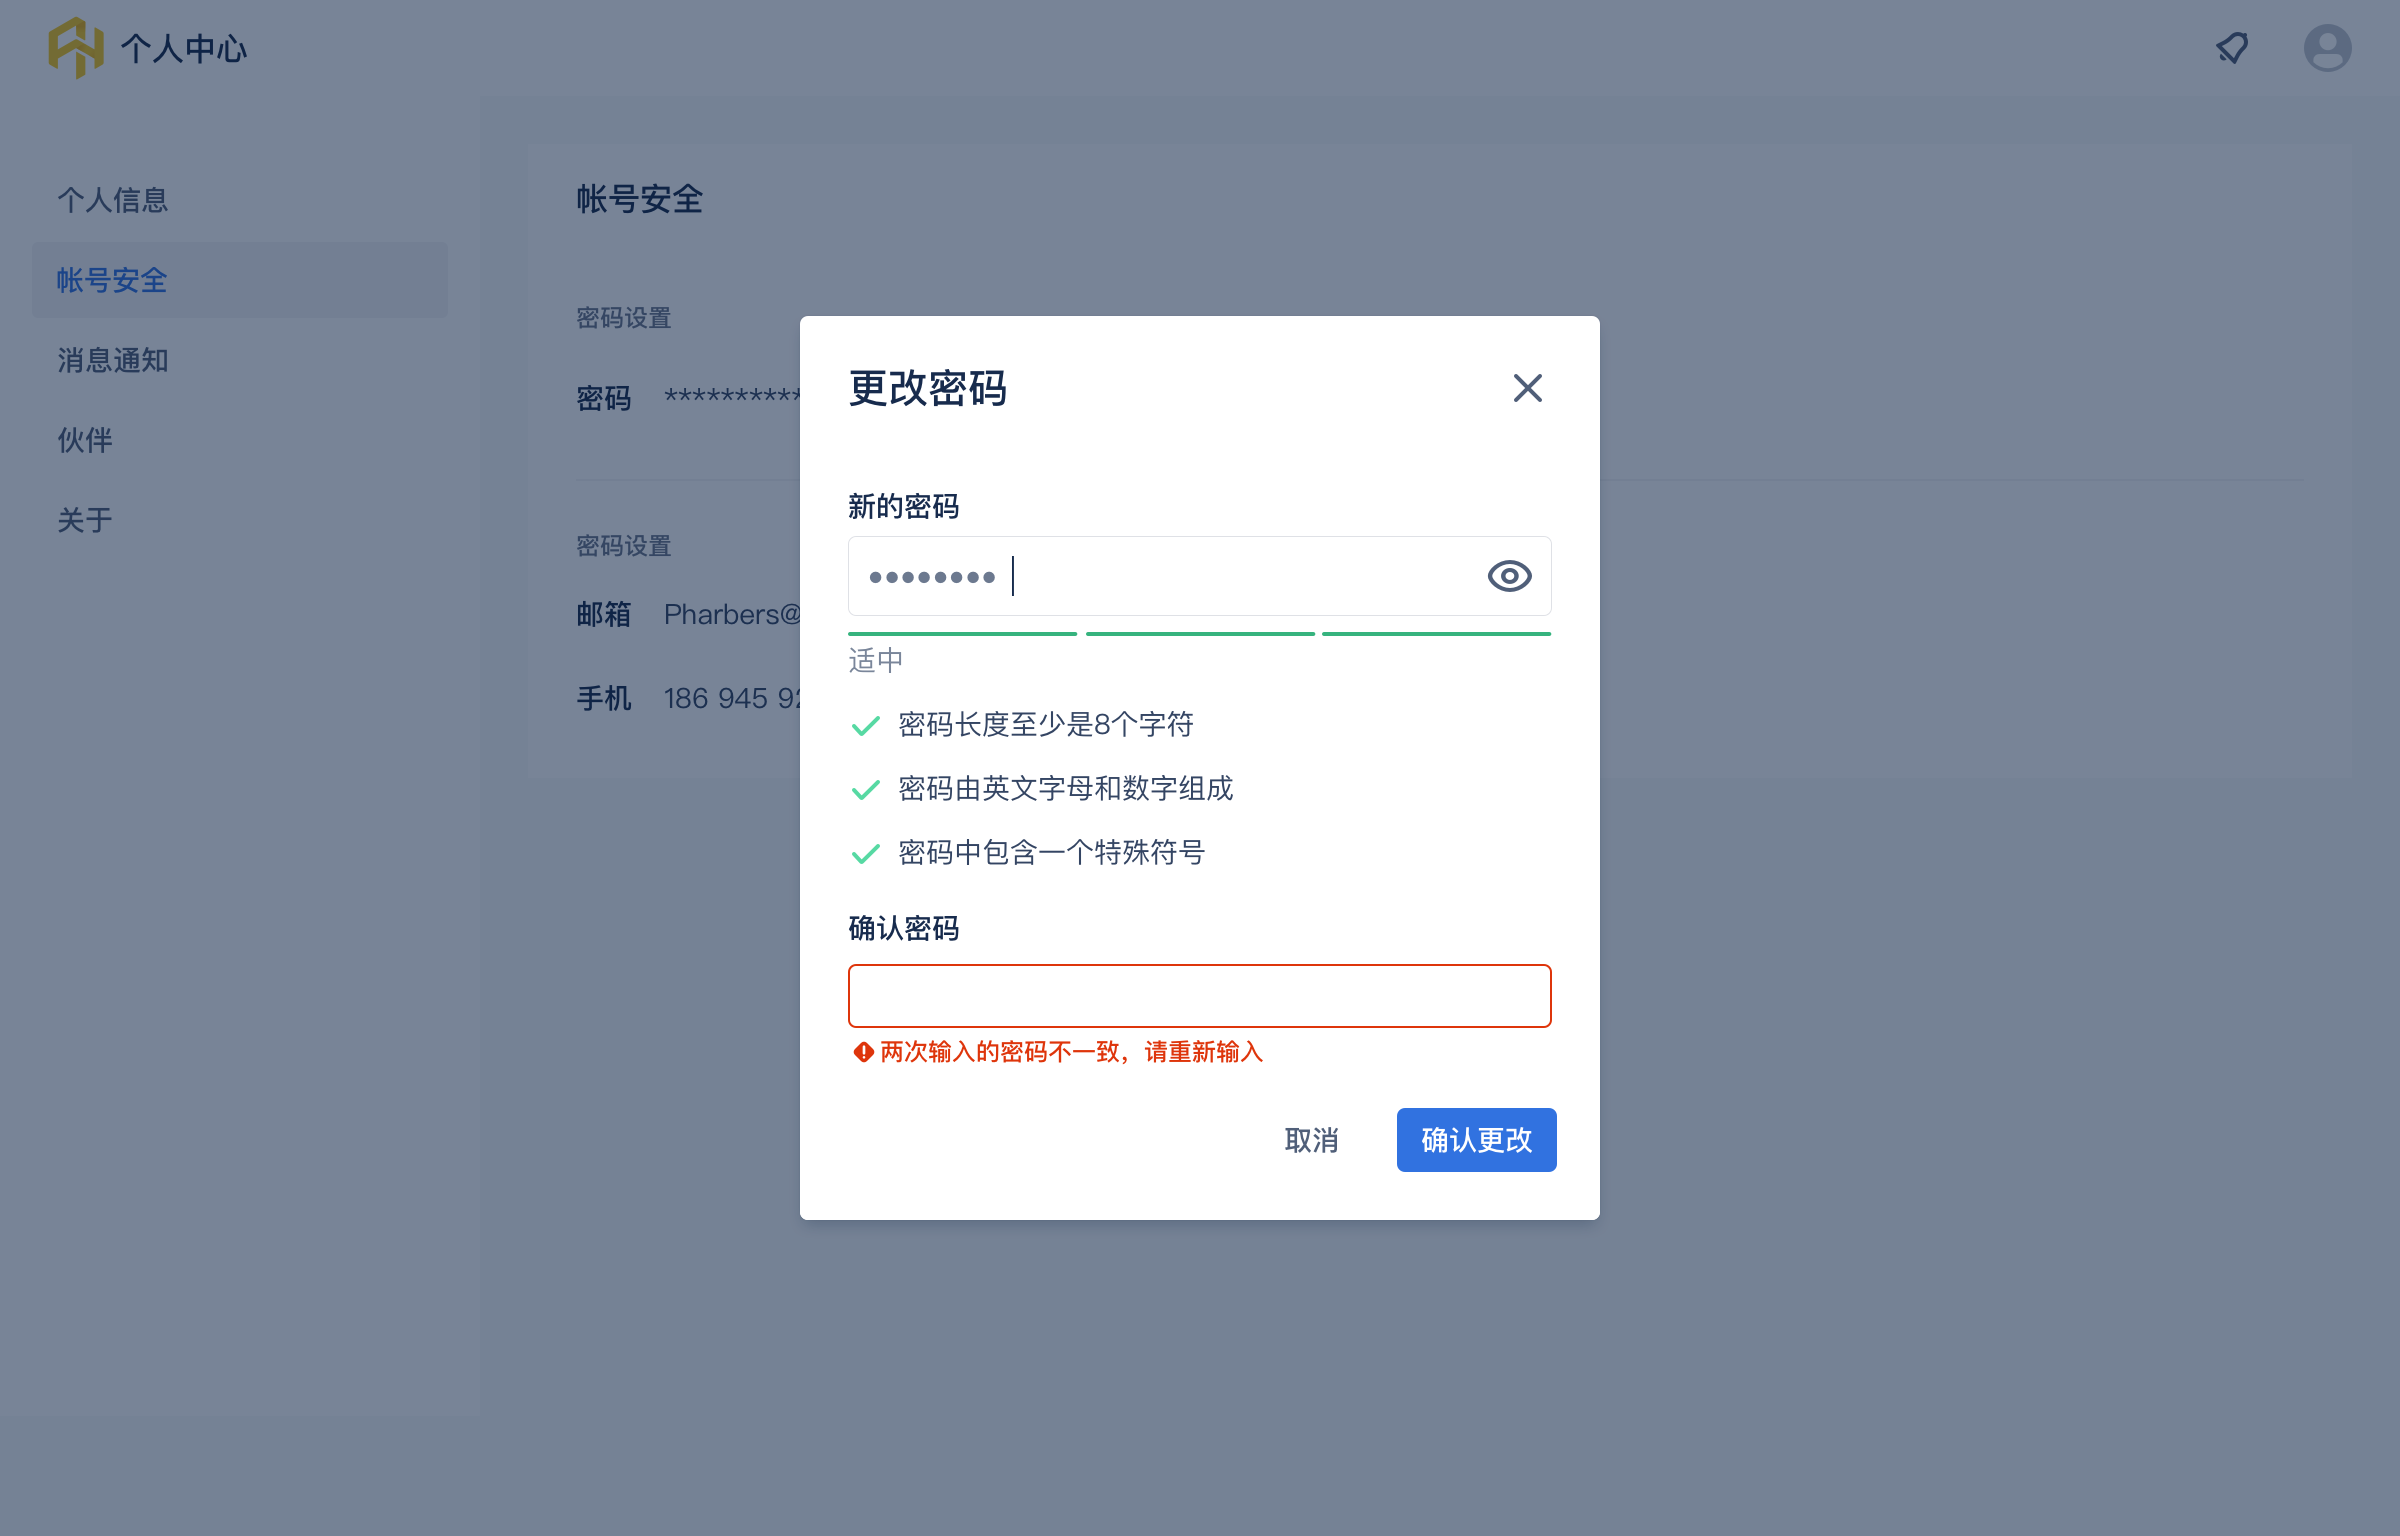 个人中心
个人信息
帐号安全
消息通知
伙伴
关于
帐号安全
密码设置
密码 **********
密码设置
邮箱 Pharbers@
手机 186 945 92
更改密码
新的密码
••••••••
适中
密码长度至少是8个字符
密码由英文字母和数字组成
密码中包含一个特殊符号
确认密码
两次输入的密码不一致，请重新输入
取消
确认更改